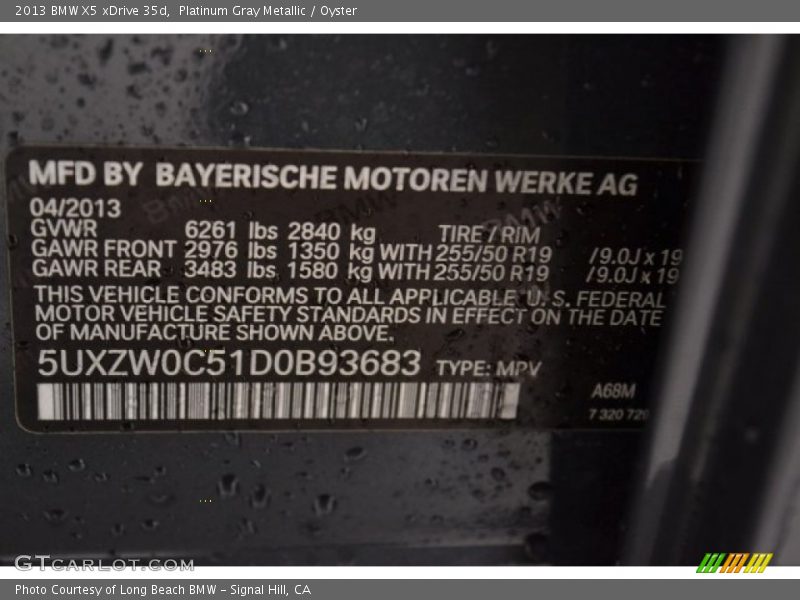 2013 BMW X5 xDrive 35d, Platinum Gray Metallic / Oyster
MFD BY BAYERISCHE MOTOREN WERKE AG
04/2013
GVWR 6261 lbs 2840 kg TIRE / RIM
GAWR FRONT 2976 lbs 1350 kg WITH 255/50 R19 /9.0J x 19
GAWR REAR 3483 lbs 1580 kg WITH 255/50 R19 /9.0J x 19
THIS VEHICLE CONFORMS TO ALL APPLICABLE U.S. FEDERAL
MOTOR VEHICLE SAFETY STANDARDS IN EFFECT ON THE DATE
OF MANUFACTURE SHOWN ABOVE.
5UXZW0C51D0B93683 TYPE: MPV
A68M
7 320 729
GTCARLOT.COM
Photo Courtesy of Long Beach BMW - Signal Hill, CA